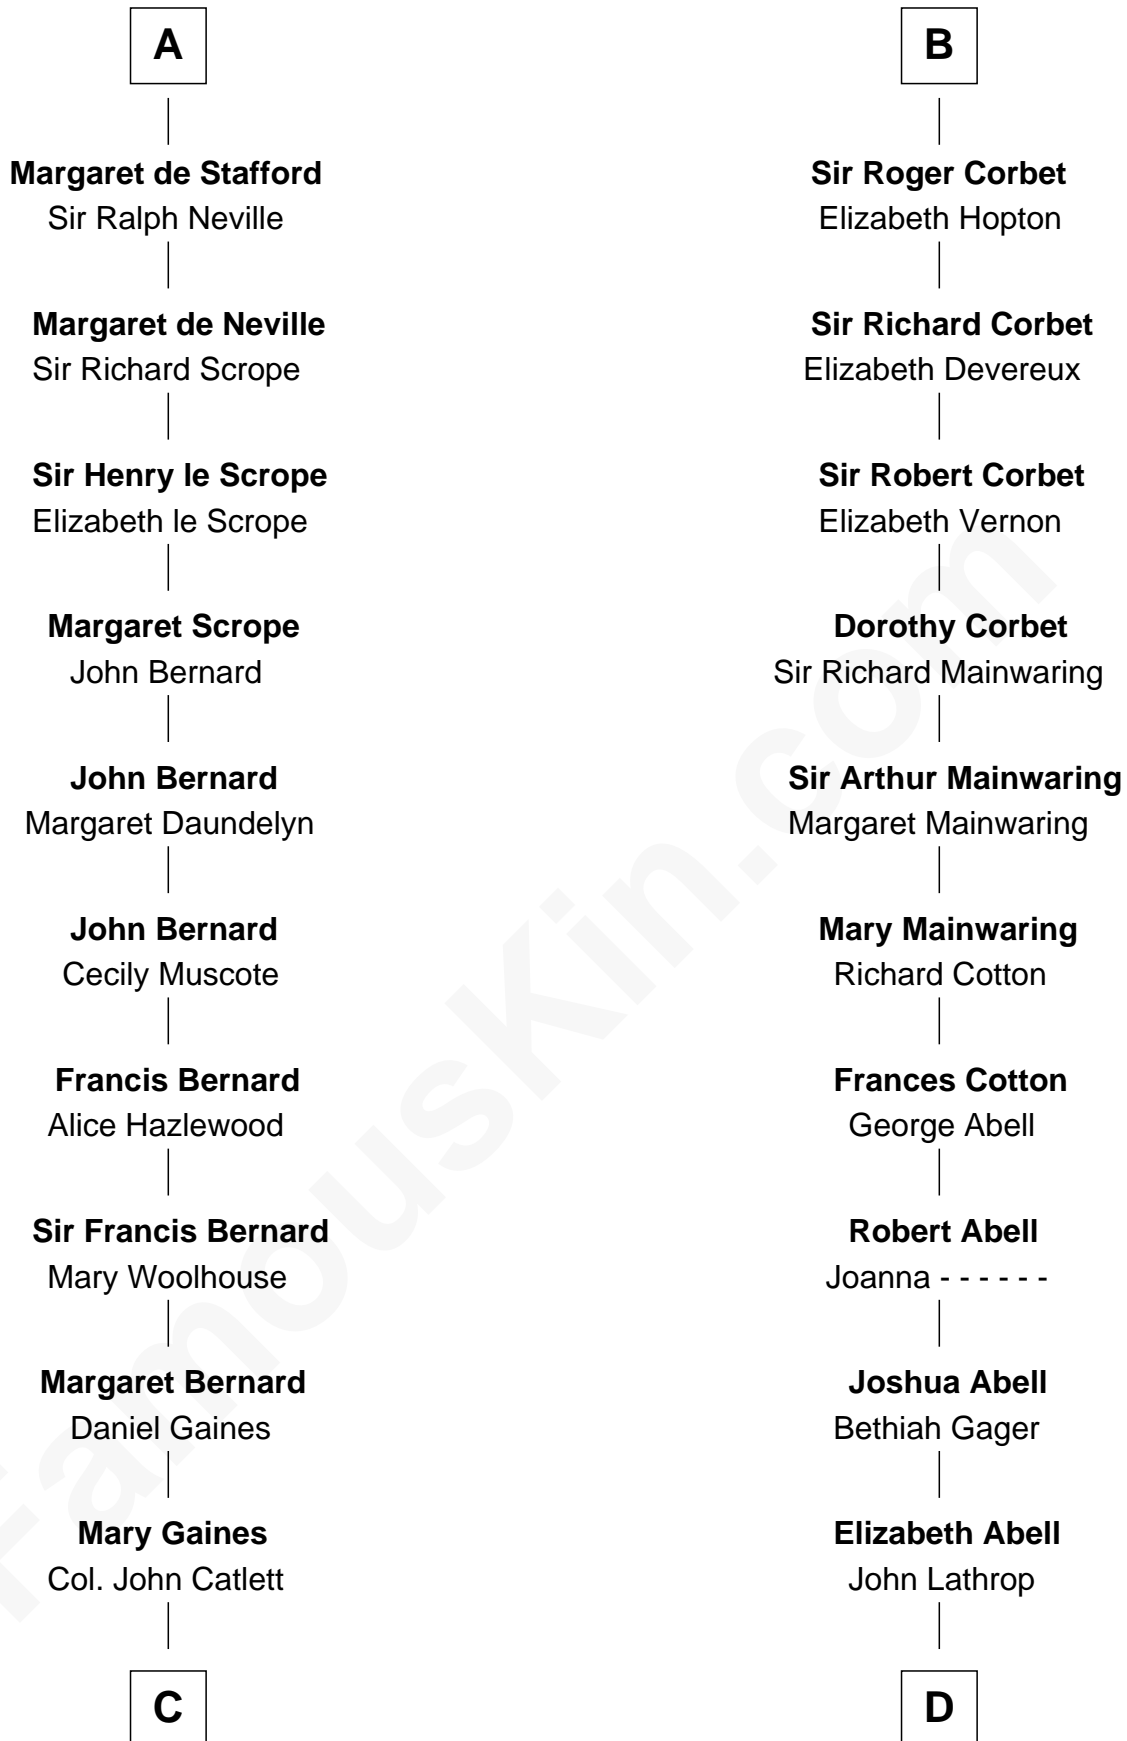 A
Margaret de Stafford
Sir Ralph Neville
Margaret de Neville
Sir Richard Scrope
Sir Henry le Scrope
Elizabeth le Scrope
Margaret Scrope
John Bernard
John Bernard
Margaret Daundelyn
John Bernard
Cecily Muscote
Francis Bernard
Alice Hazlewood
Sir Francis Bernard
Mary Woolhouse
Margaret Bernard
Daniel Gaines
Mary Gaines
Col. John Catlett
C
B
Sir Roger Corbet
Elizabeth Hopton
Sir Richard Corbet
Elizabeth Devereux
Sir Robert Corbet
Elizabeth Vernon
Dorothy Corbet
Sir Richard Mainwaring
Sir Arthur Mainwaring
Margaret Mainwaring
Mary Mainwaring
Richard Cotton
Frances Cotton
George Abell
Robert Abell
Joanna - - - - - -
Joshua Abell
Bethiah Gager
Elizabeth Abell
John Lathrop
D
FamousKin.com